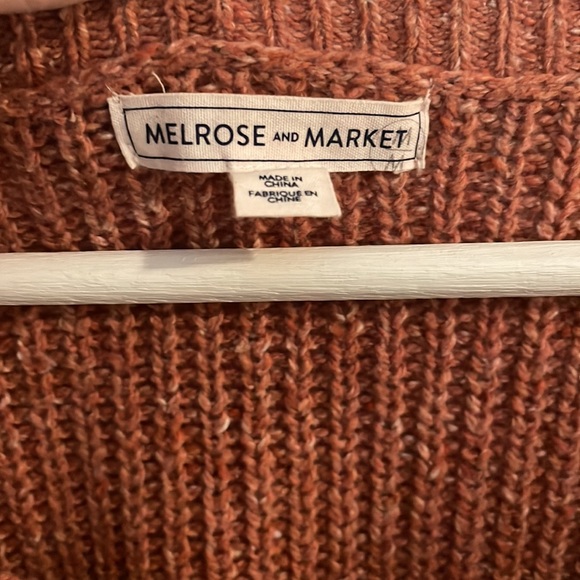 MELROSE AND MARKET
M
MADE IN
CHINA
FABRIQUÉ EN
CHINE